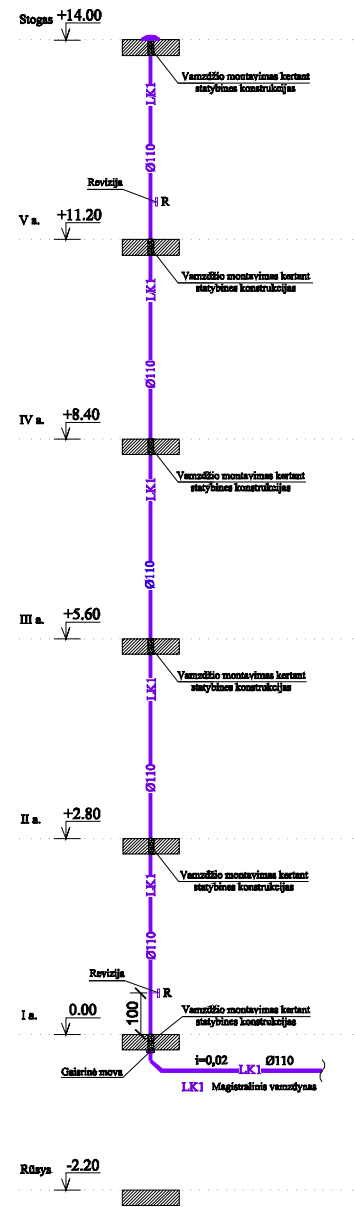 Stogas +14.00
Vamzdžio montavimas kertant
statybines konstrukcijas
LK1
Ø110
Revizija
R
V a. +11.20
Vamzdžio montavimas kertant
statybines konstrukcijas
LK1
Ø110
IV a. +8.40
Vamzdžio montavimas kertant
statybines konstrukcijas
LK1
Ø110
III a. +5.60
Vamzdžio montavimas kertant
statybines konstrukcijas
LK1
Ø110
II a. +2.80
Vamzdžio montavimas kertant
statybines konstrukcijas
LK1
Ø110
Revizija
R
100
I a. 0.00
Vamzdžio montavimas kertant
statybines konstrukcijas
Gaisrinė mova
i=0,02 LK1 Ø110
LK1 Magistralinis vamzdynas
Rūsys -2.20